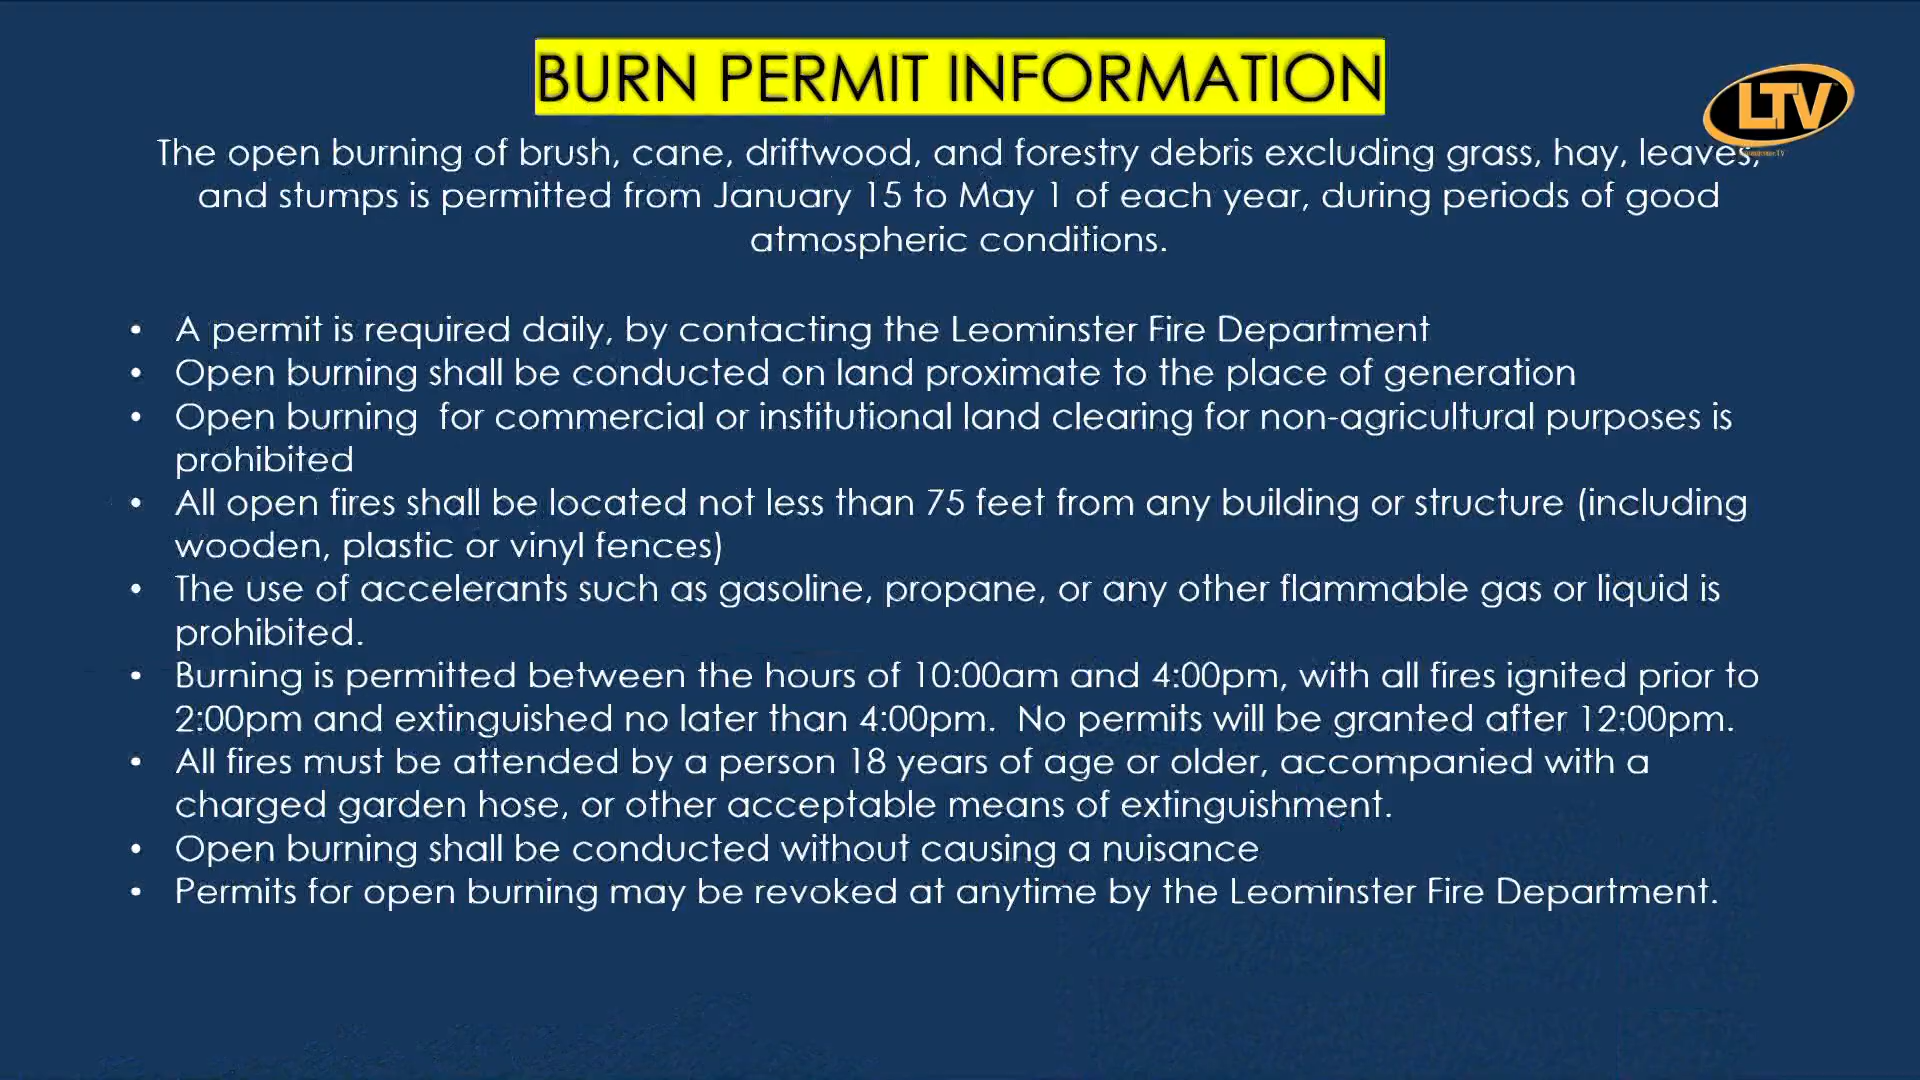 BURN PERMIT INFORMATION
LTV
The open burning of brush, cane, driftwood, and forestry debris excluding grass, hay, leaves,
and stumps is permitted from January 15 to May 1 of each year, during periods of good
atmospheric conditions.
• A permit is required daily, by contacting the Leominster Fire Department
• Open burning shall be conducted on land proximate to the place of generation
• Open burning  for commercial or institutional land clearing for non-agricultural purposes is
prohibited
• All open fires shall be located not less than 75 feet from any building or structure (including
wooden, plastic or vinyl fences)
• The use of accelerants such as gasoline, propane, or any other flammable gas or liquid is
prohibited.
• Burning is permitted between the hours of 10:00am and 4:00pm, with all fires ignited prior to
2:00pm and extinguished no later than 4:00pm.  No permits will be granted after 12:00pm.
• All fires must be attended by a person 18 years of age or older, accompanied with a
charged garden hose, or other acceptable means of extinguishment.
• Open burning shall be conducted without causing a nuisance
• Permits for open burning may be revoked at anytime by the Leominster Fire Department.